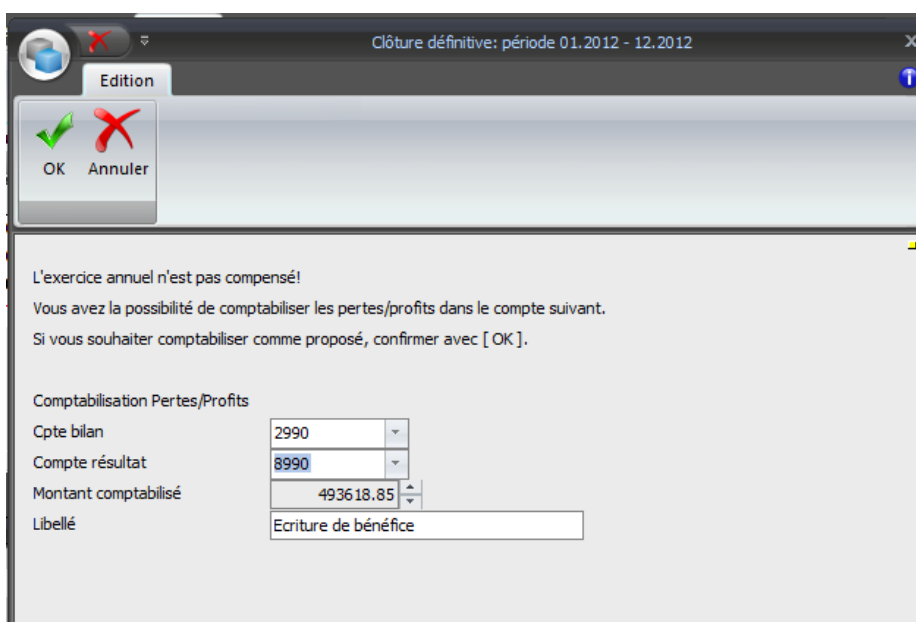 Clôture définitive: période 01.2012 - 12.2012
Edition
OK Annuler
L'exercice annuel n'est pas compensé!
Vous avez la possibilité de comptabiliser les pertes/profits dans le compte suivant.
Si vous souhaiter comptabiliser comme proposé, confirmer avec [ OK ].
Comptabilisation Pertes/Profits
Cpte bilan 2990
Compte résultat 8990
Montant comptabilisé 493618.85
Libellé Ecriture de bénéfice